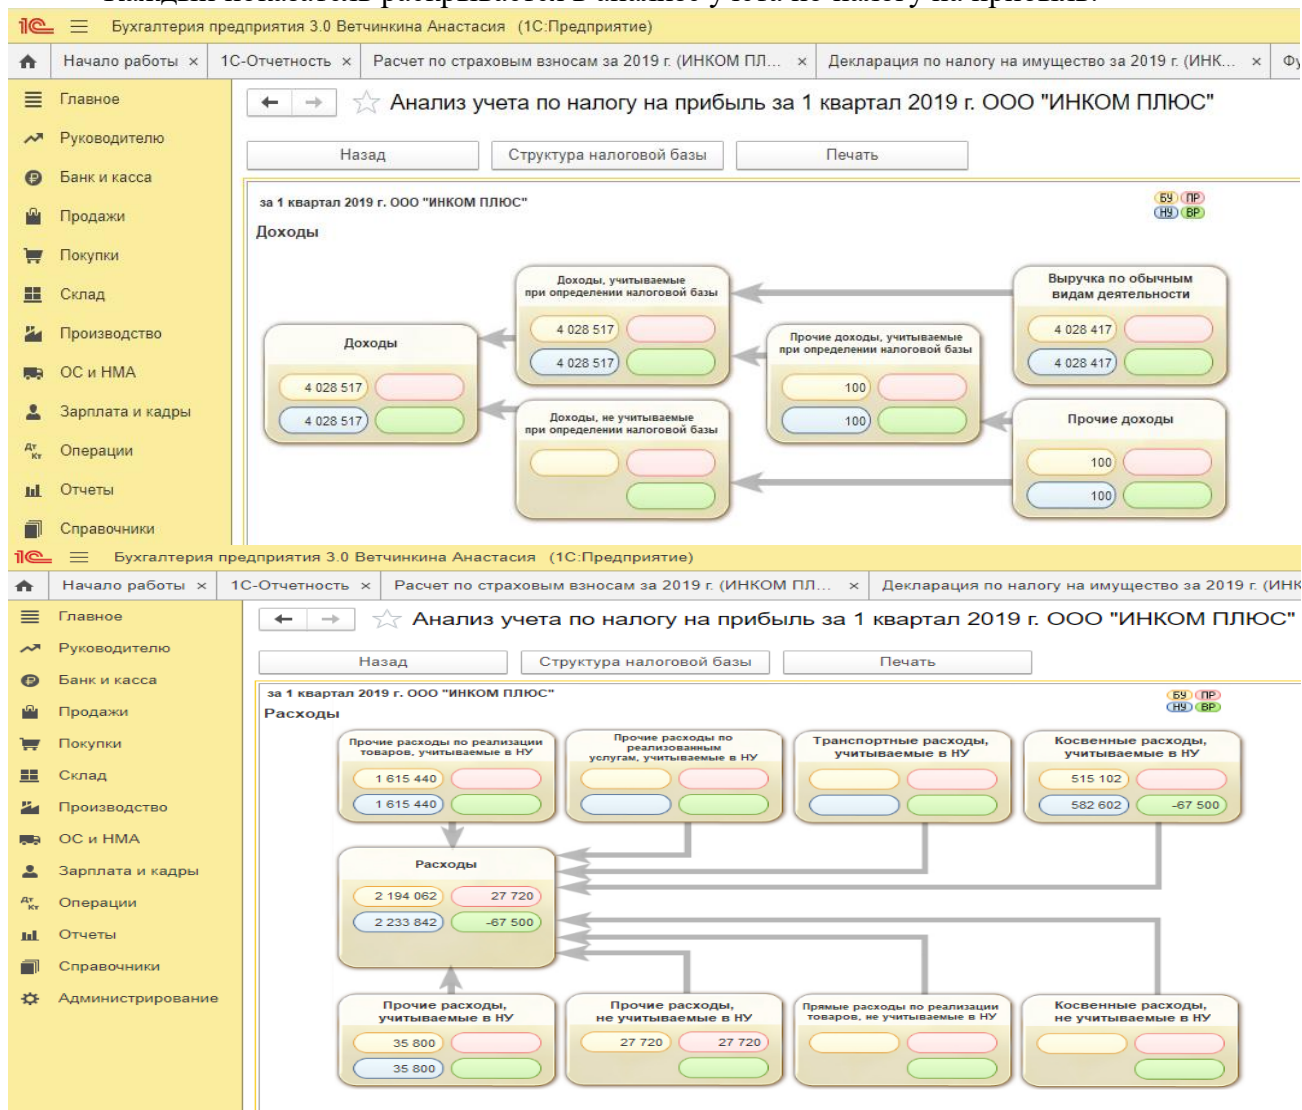 Каждый показатель раскрывается в анализе учета по налогу на прибыль.
1С Бухгалтерия предприятия 3.0 Ветчинкина Анастасия (1С:Предприятие)
Начало работы × 1С-Отчетность × Расчет по страховым взносам за 2019 г. (ИНКОМ ПЛ... × Декларация по налогу на имущество за 2019 г. (ИНК... × Фу
Главное
Руководителю
Банк и касса
Продажи
Покупки
Склад
Производство
ОС и НМА
Зарплата и кадры
Операции
Отчеты
Справочники
Анализ учета по налогу на прибыль за 1 квартал 2019 г. ООО "ИНКОМ ПЛЮС"
Назад Структура налоговой базы Печать
за 1 квартал 2019 г. ООО "ИНКОМ ПЛЮС"
БУ ПР
НУ ВР
Доходы
Доходы
4 028 517
4 028 517
Доходы, учитываемые
при определении налоговой базы
4 028 517
4 028 517
Доходы, не учитываемые
при определении налоговой базы
Прочие доходы, учитываемые
при определении налоговой базы
100
100
Выручка по обычным
видам деятельности
4 028 417
4 028 417
Прочие доходы
100
100
1С Бухгалтерия предприятия 3.0 Ветчинкина Анастасия (1С:Предприятие)
Начало работы × 1С-Отчетность × Расчет по страховым взносам за 2019 г. (ИНКОМ ПЛ... × Декларация по налогу на имущество за 2019 г. (ИНК
Главное
Руководителю
Банк и касса
Продажи
Покупки
Склад
Производство
ОС и НМА
Зарплата и кадры
Операции
Отчеты
Справочники
Администрирование
Анализ учета по налогу на прибыль за 1 квартал 2019 г. ООО "ИНКОМ ПЛЮС"
Назад Структура налоговой базы Печать
за 1 квартал 2019 г. ООО "ИНКОМ ПЛЮС"
БУ ПР
НУ ВР
Расходы
Прочие расходы по реализации
товаров, учитываемые в НУ
1 615 440
1 615 440
Прочие расходы по
реализованным
услугам, учитываемые в НУ
Транспортные расходы,
учитываемые в НУ
Косвенные расходы,
учитываемые в НУ
515 102
582 602 -67 500
Расходы
2 194 062 27 720
2 233 842 -67 500
Прочие расходы,
учитываемые в НУ
35 800
35 800
Прочие расходы,
не учитываемые в НУ
27 720 27 720
Прямые расходы по реализации
товаров, не учитываемые в НУ
Косвенные расходы,
не учитываемые в НУ